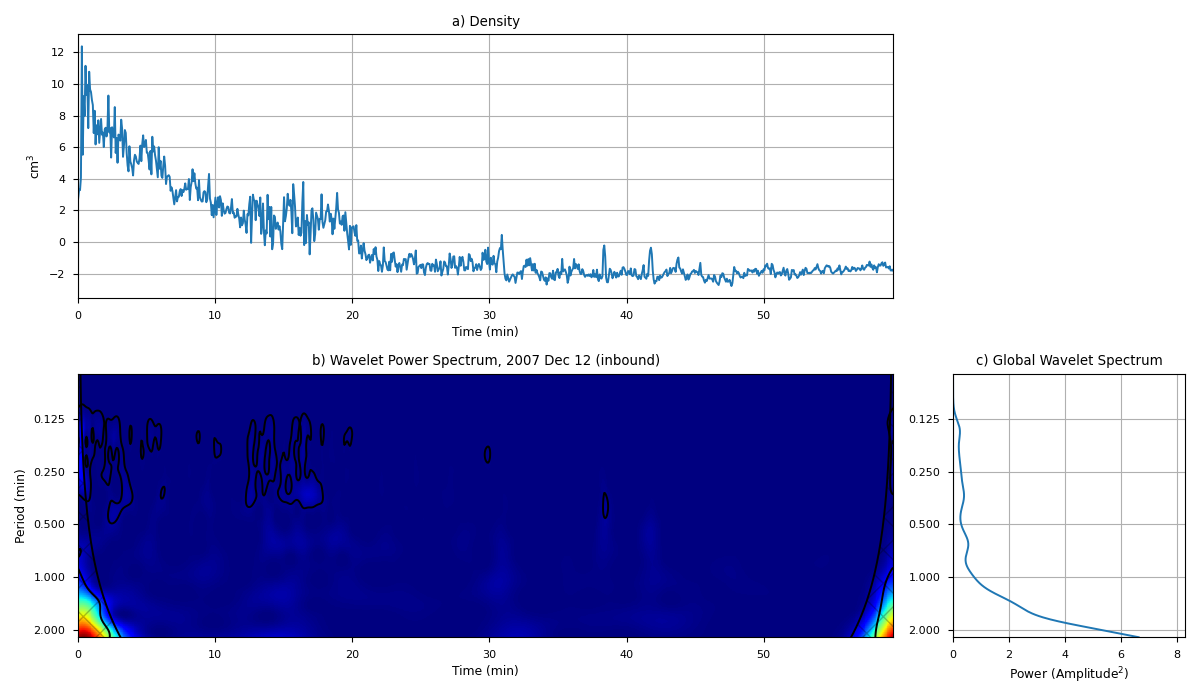 a) Density
cm³
12
10
8
6
4
2
0
−2
0 10 20 30 40 50
Time (min)
b) Wavelet Power Spectrum, 2007 Dec 12 (inbound)
Period (min)
0.125
0.250
0.500
1.000
2.000
0 10 20 30 40 50
Time (min)
c) Global Wavelet Spectrum
0.125
0.250
0.500
1.000
2.000
0 2 4 6 8
Power (Amplitude²)